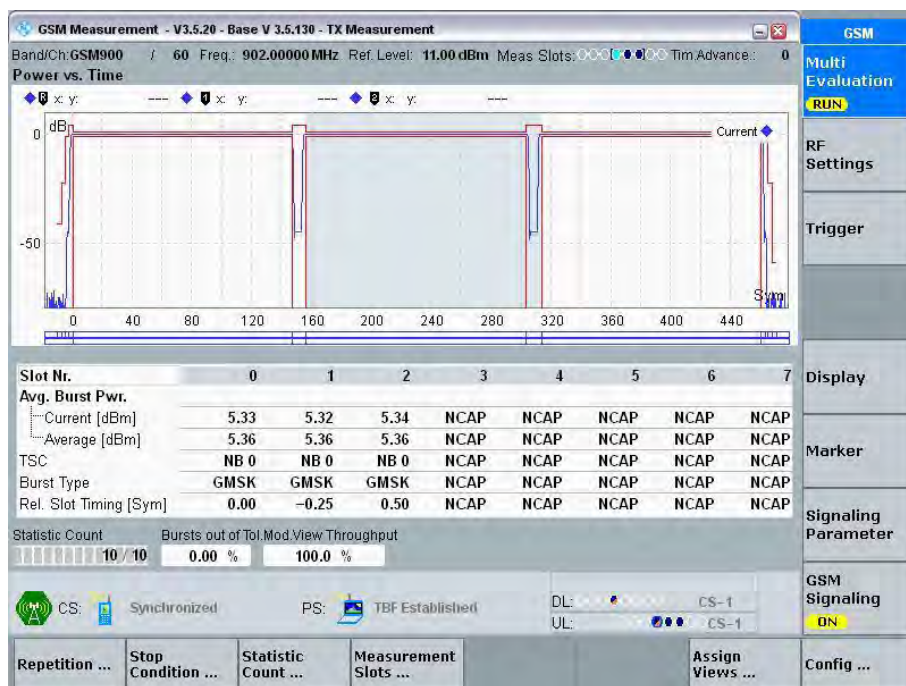 GSM Measurement - V3.5.20 - Base V 3.5.130 - TX Measurement
GSM
Band/Ch:GSM900 / 60 Freq.: 902.00000 MHz Ref. Level: 11.00 dBm Meas Slots: Tim.Advance.: 0
Power vs. Time
Multi Evaluation
RUN
R x: y: --- 1 x: y: --- 2 x: y: ---
dB
Current
0
-50
Sym
0 40 80 120 160 200 240 280 320 360 400 440
RF Settings
Trigger
Slot Nr. 0 1 2 3 4 5 6 7
Avg. Burst Pwr.
Current [dBm] 5.33 5.32 5.34 NCAP NCAP NCAP NCAP NCAP
Average [dBm] 5.36 5.36 5.36 NCAP NCAP NCAP NCAP NCAP
TSC NB 0 NB 0 NB 0 NCAP NCAP NCAP NCAP NCAP
Burst Type GMSK GMSK GMSK NCAP NCAP NCAP NCAP NCAP
Rel. Slot Timing [Sym] 0.00 -0.25 0.50 NCAP NCAP NCAP NCAP NCAP
Display
Marker
Signaling Parameter
Statistic Count Bursts out of Tol. Mod.View Throughput
10 / 10 0.00 % 100.0 %
CS: Synchronized PS: TBF Established DL: CS-1
UL: CS-1
GSM Signaling
ON
Repetition ...
Stop Condition ...
Statistic Count ...
Measurement Slots ...
Assign Views ...
Config ...